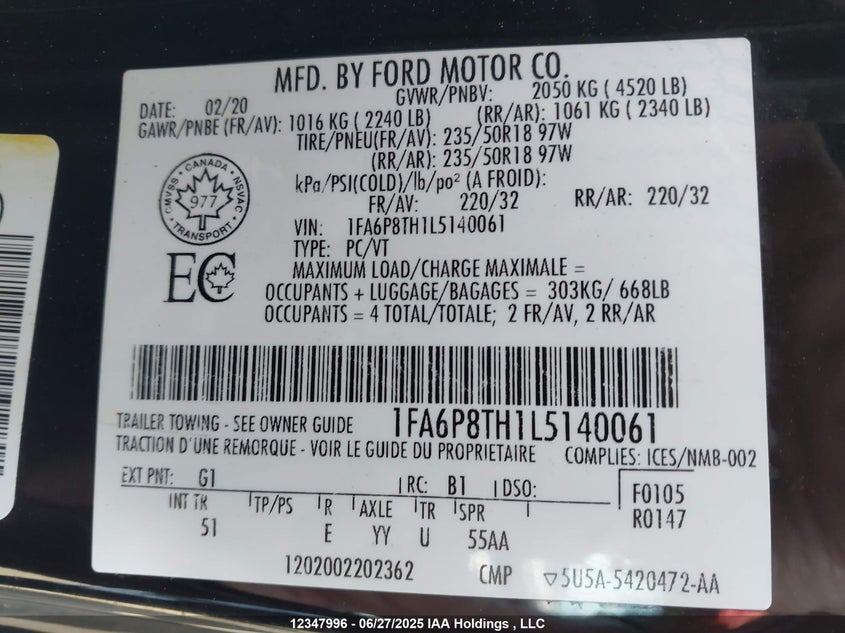 MFD. BY FORD MOTOR CO.
DATE: 02/20 GVWR/PNBV: 2050 KG ( 4520 LB)
GAWR/PNBE (FR/AV): 1016 KG ( 2240 LB) (RR/AR): 1061 KG ( 2340 LB)
TIRE/PNEU(FR/AV): 235/50R18 97W
(RR/AR): 235/50R18 97W
kPa/PSI(COLD)/lb/po² (A FROID):
FR/AV: 220/32 RR/AR: 220/32
VIN: 1FA6P8TH1L5140061
TYPE: PC/VT
CANADA
CMVSS NSVAC
977
TRANSPORT
EC
MAXIMUM LOAD/CHARGE MAXIMALE =
OCCUPANTS + LUGGAGE/BAGAGES = 303KG/ 668LB
OCCUPANTS = 4 TOTAL/TOTALE; 2 FR/AV, 2 RR/AR
TRAILER TOWING - SEE OWNER GUIDE 1FA6P8TH1L5140061
TRACTION D'UNE REMORQUE - VOIR LE GUIDE DU PROPRIETAIRE COMPLIES: ICES/NMB-002
EXT PNT: G1 RC: B1 DSO: F0105
INT TR TP/PS R AXLE TR SPR R0147
51 E YY U 55AA
1202002202362 CMP 5U5A-5420472-AA
12347996 - 06/27/2025 IAA Holdings , LLC